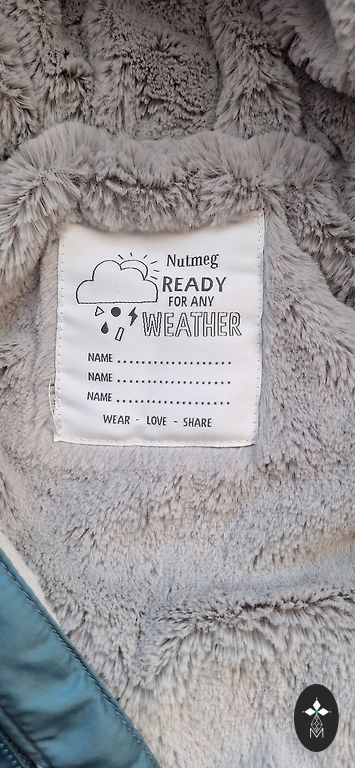 Nutmeg
READY
FOR ANY
WEATHER
NAME ...................
NAME ...................
NAME ...................
WEAR - LOVE - SHARE
M